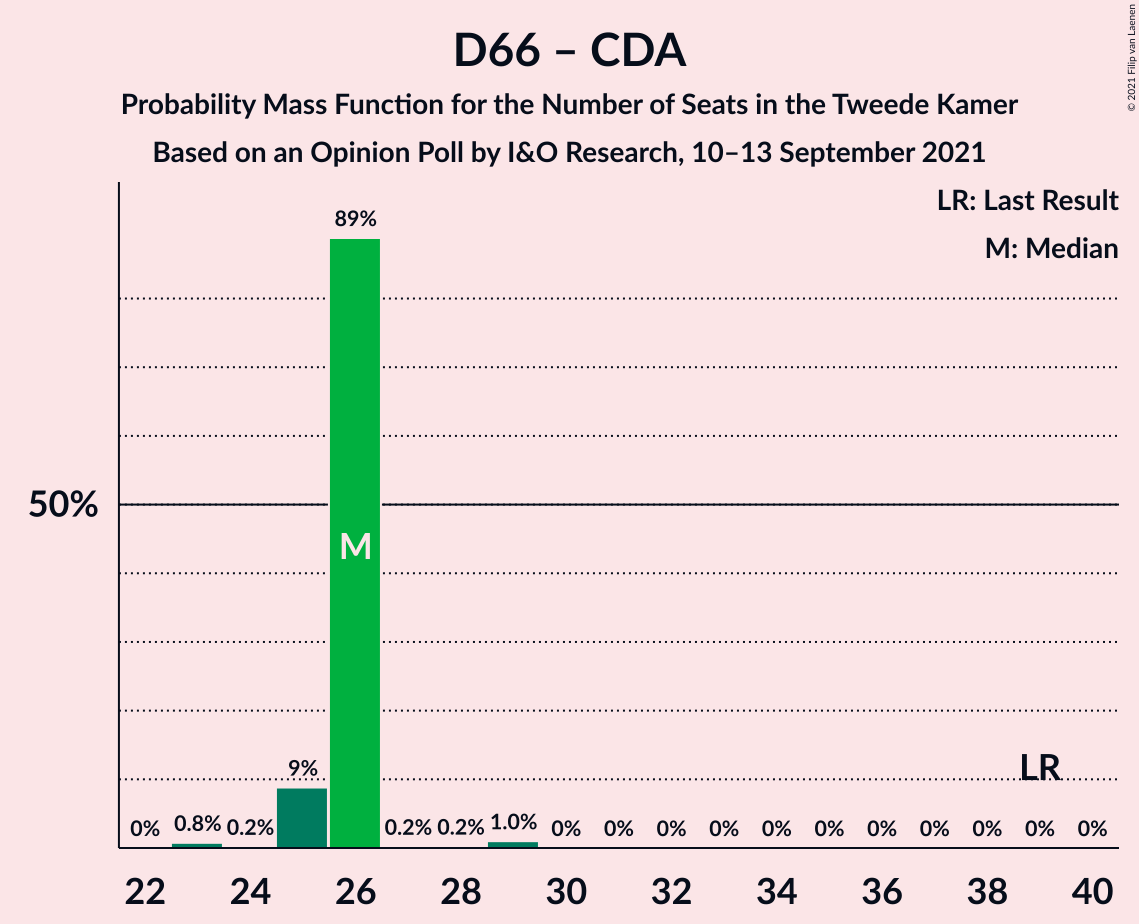 D66 – CDA
Probability Mass Function for the Number of Seats in the Tweede Kamer
Based on an Opinion Poll by I&O Research, 10–13 September 2021
© 2021 Filip van Laenen
LR: Last Result
M: Median
50%
0% 0.8% 0.2% 9% 89% 0.2% 0.2% 1.0% 0% 0% 0% 0% 0% 0% 0% 0% 0% 0% 0%
M
LR
22 24 26 28 30 32 34 36 38 40